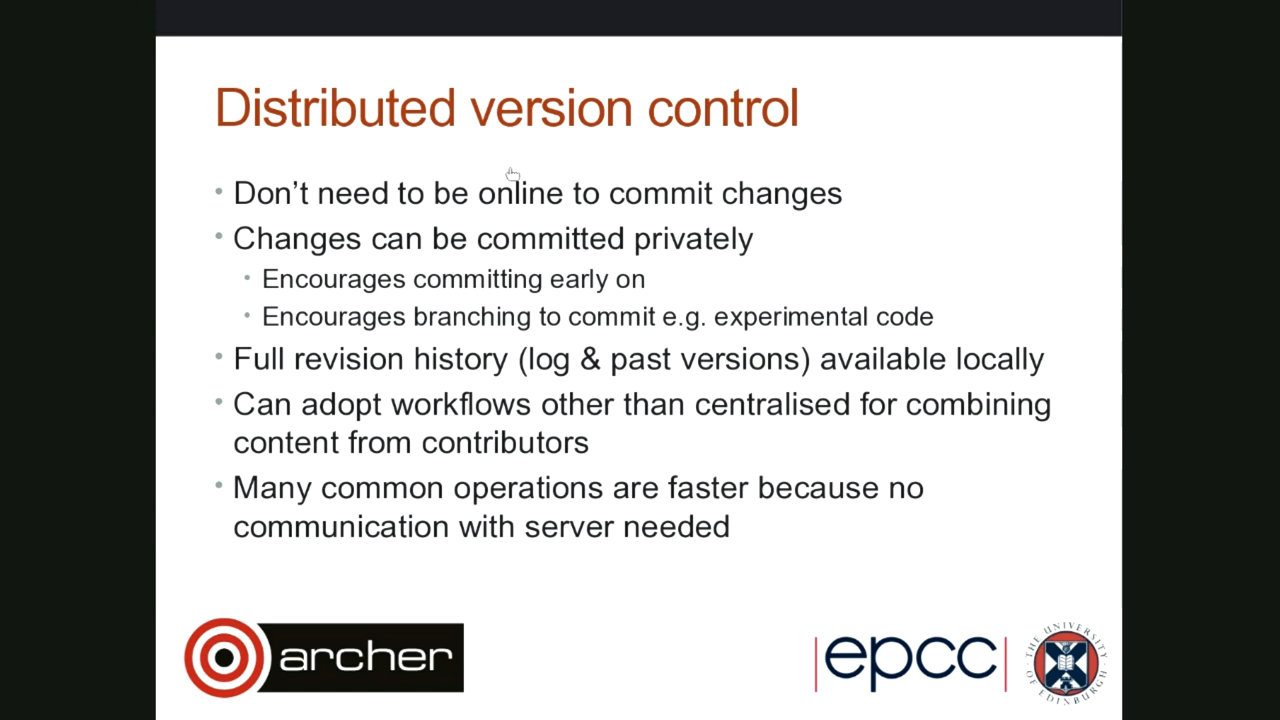 Distributed version control
• Don’t need to be online to commit changes
• Changes can be committed privately
• Encourages committing early on
• Encourages branching to commit e.g. experimental code
• Full revision history (log & past versions) available locally
• Can adopt workflows other than centralised for combining
content from contributors
• Many common operations are faster because no
communication with server needed
archer
epcc
THE UNIVERSITY OF EDINBURGH